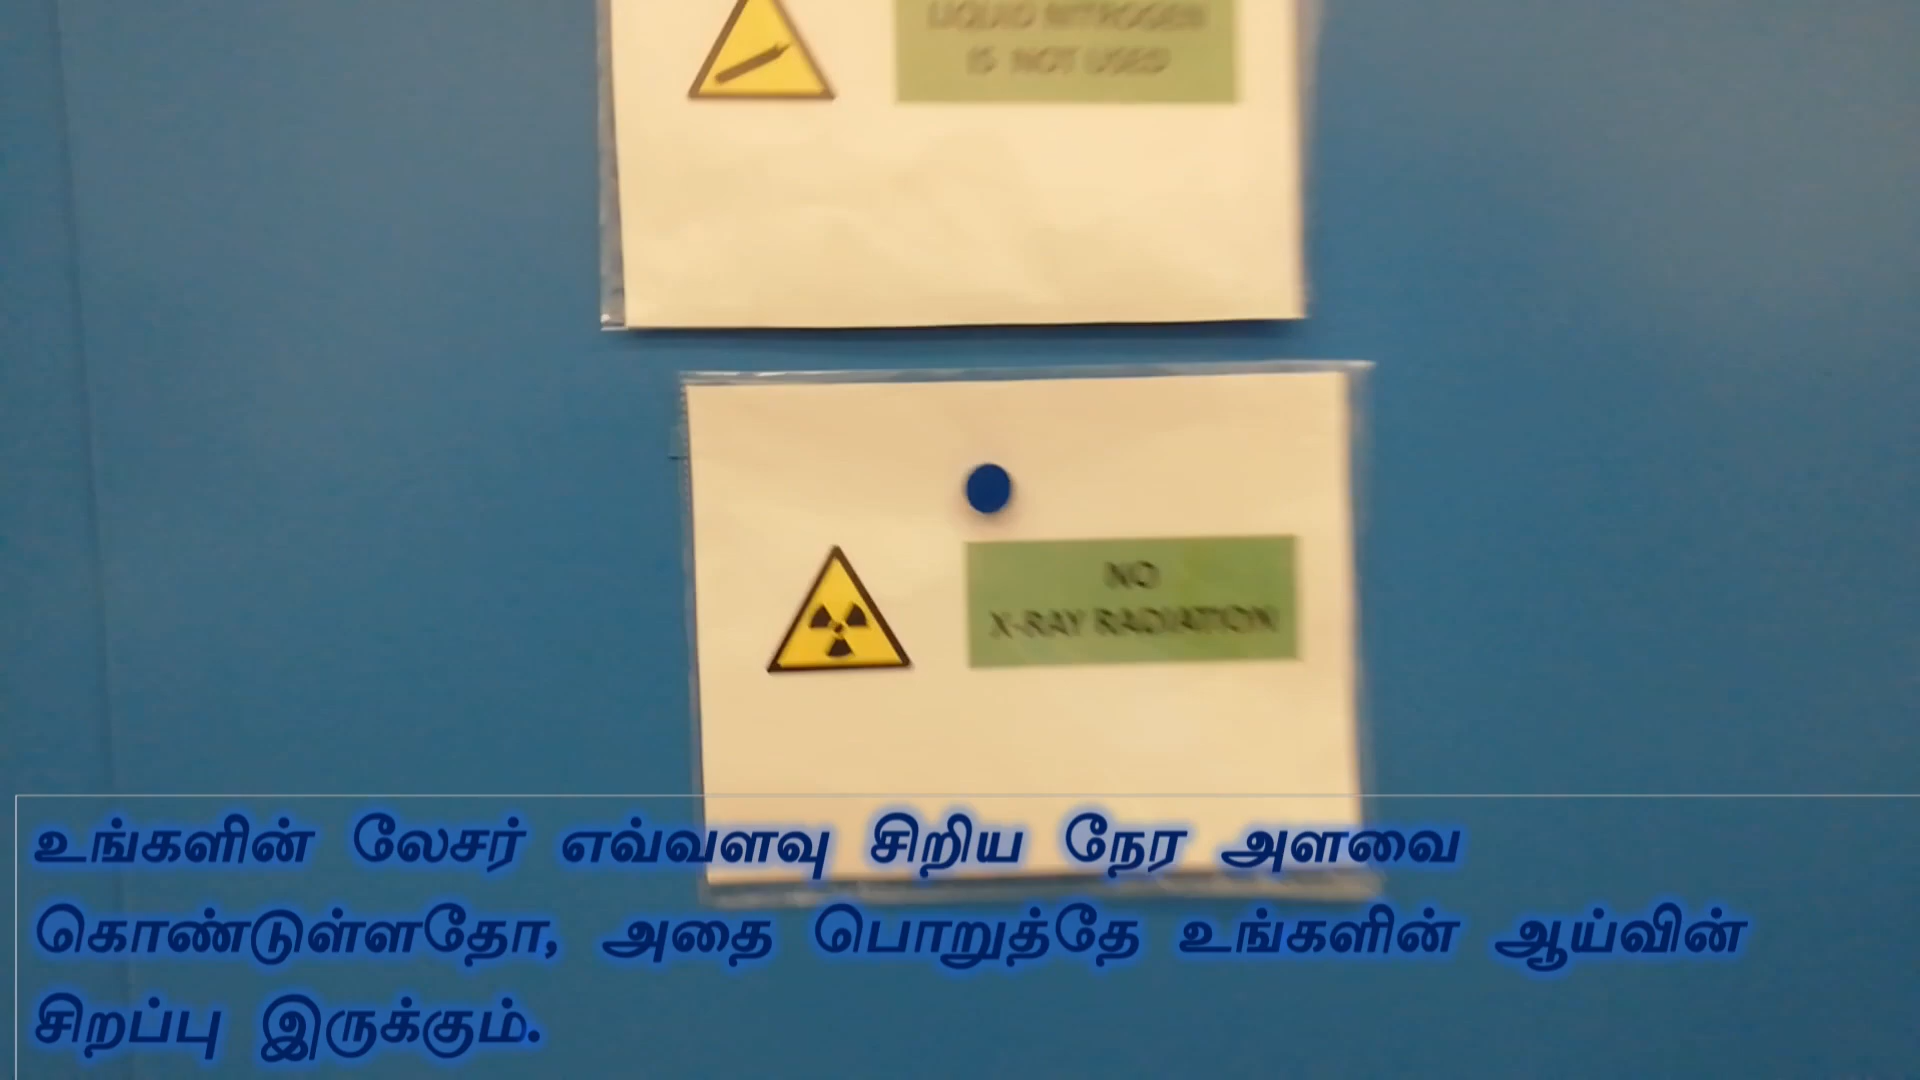 LIQUID NITROGEN
IS NOT USED
NO
X-RAY RADIATION
உங்களின் லேசர் எவ்வளவு சிறிய நேர அளவை
கொண்டுள்ளதோ, அதை பொறுத்தே உங்களின் ஆய்வின்
சிறப்பு இருக்கும்.